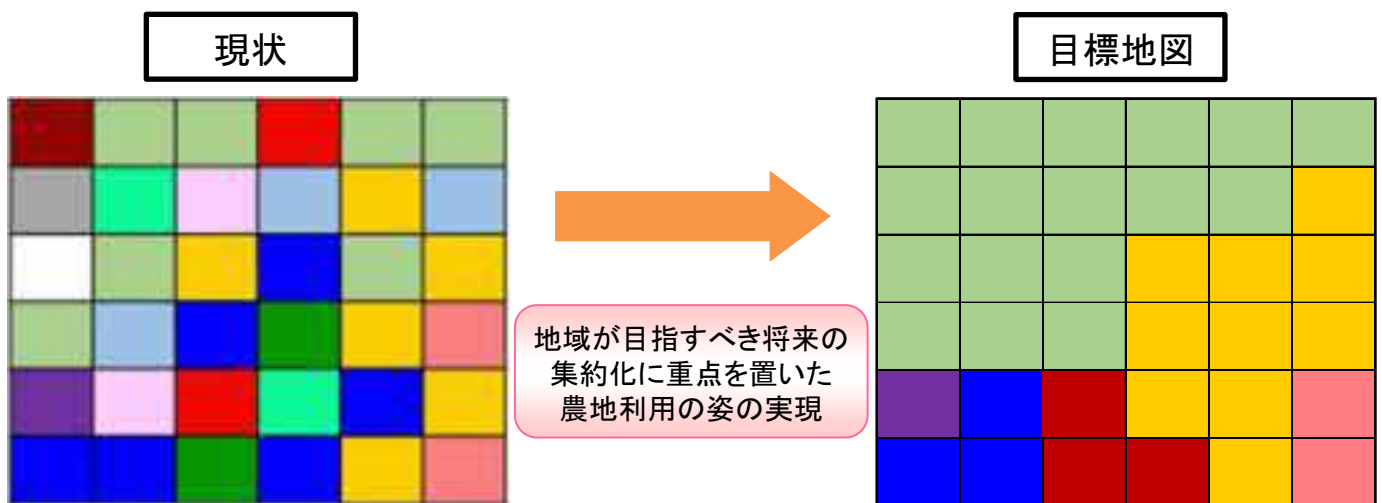 現状
目標地図
地域が目指すべき将来の
集約化に重点を置いた
農地利用の姿の実現